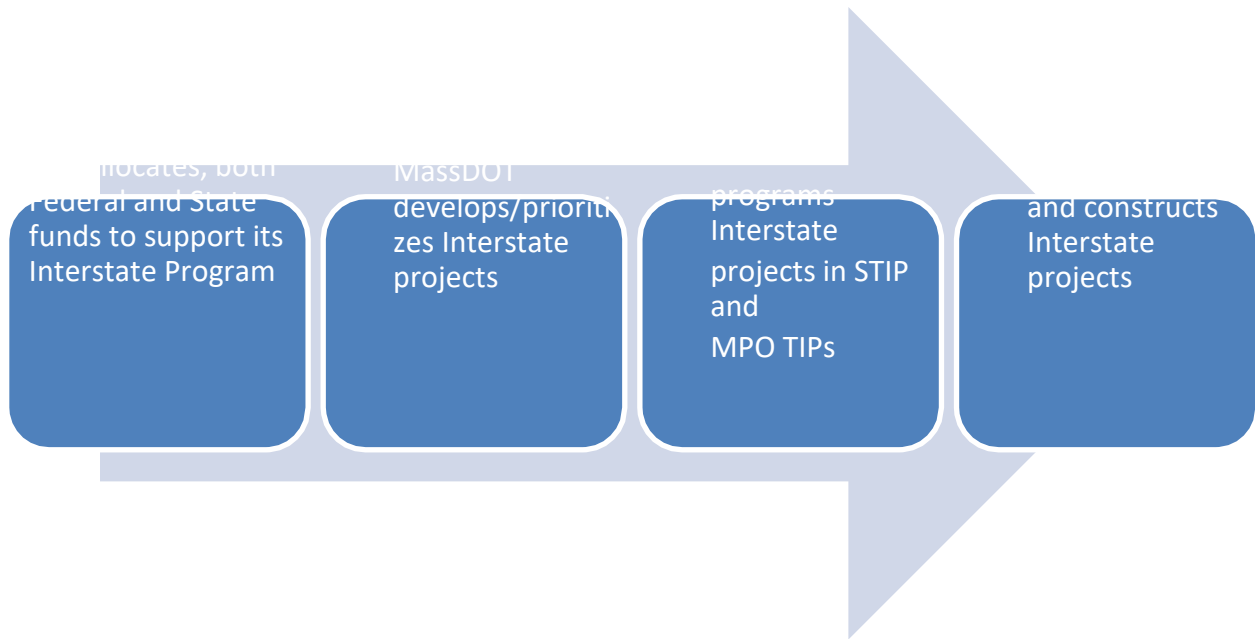 both
Federal and State
funds to support its
Interstate Program
MassDOT
develops/prioriti
zes Interstate
projects
programs
Interstate
projects in STIP
and
MPO TIPs
and constructs
Interstate
projects